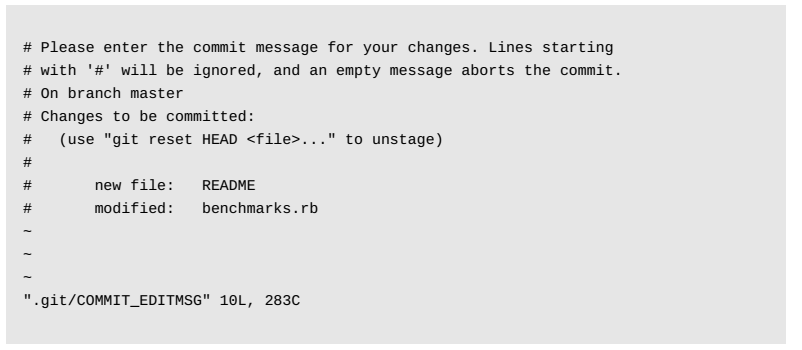 # Please enter the commit message for your changes. Lines starting
# with '#' will be ignored, and an empty message aborts the commit.
# On branch master
# Changes to be committed:
#   (use "git reset HEAD <file>..." to unstage)
#
#       new file:   README
#       modified:   benchmarks.rb
~
~
~
".git/COMMIT_EDITMSG" 10L, 283C